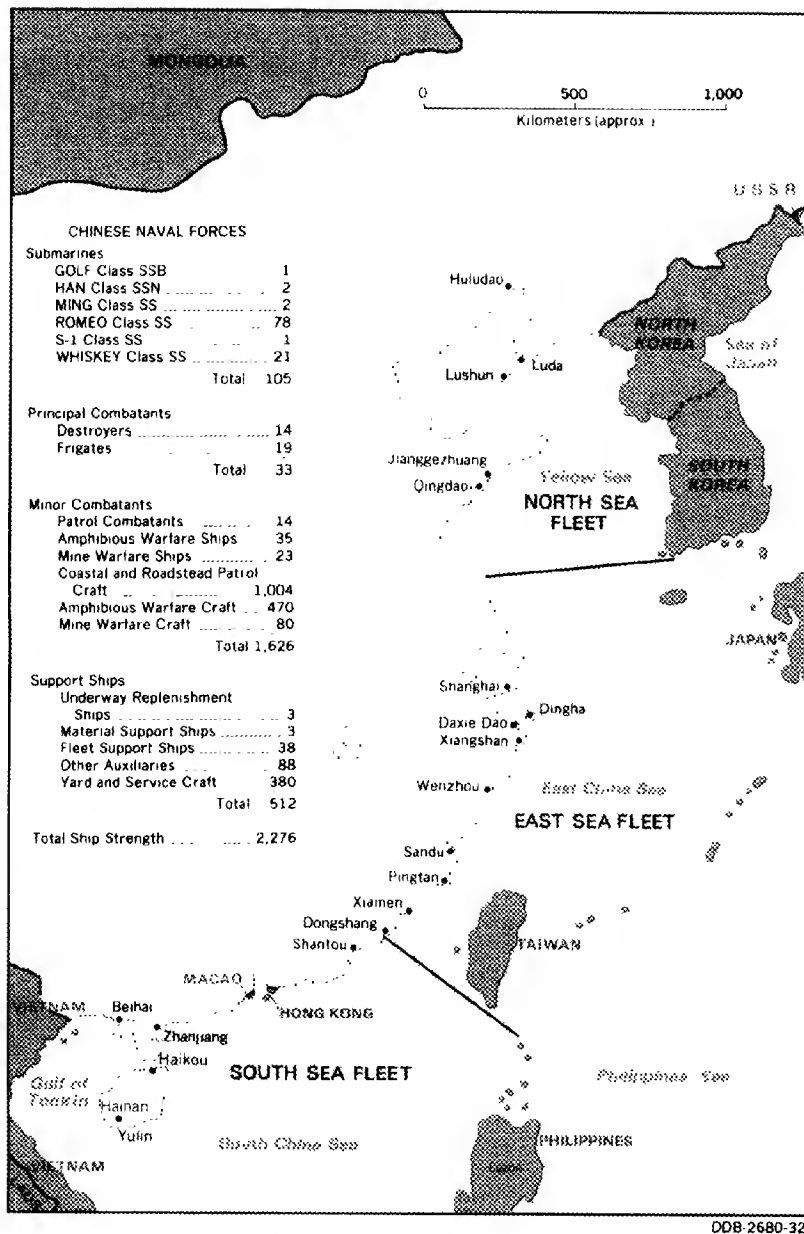 MONGOLIA
0 500 1,000
Kilometers (approx.)
U S S R
CHINESE NAVAL FORCES
Submarines
GOLF Class SSB 1
HAN Class SSN 2
MING Class SS 2
ROMEO Class SS 78
S-1 Class SS 1
WHISKEY Class SS 21
Total 105
Principal Combatants
Destroyers 14
Frigates 19
Total 33
Minor Combatants
Patrol Combatants 14
Amphibious Warfare Ships 35
Mine Warfare Ships 23
Coastal and Roadstead Patrol
Craft 1,004
Amphibious Warfare Craft 470
Mine Warfare Craft 80
Total 1,626
Support Ships
Underway Replenishment
Ships 3
Material Support Ships 3
Fleet Support Ships 38
Other Auxiliaries 88
Yard and Service Craft 380
Total 512
Total Ship Strength 2,276
Huludao
NORTH
KOREA
Sea of
Japan
Luda
Lushun
Jianggezhuang
Qingdao
Yellow Sea
SOUTH
KOREA
NORTH SEA
FLEET
JAPAN
Shanghai
Dingha
Daxie Dao
Xiangshan
Wenzhou
East China Sea
EAST SEA FLEET
Sandu
Pingtan
Xiamen
Dongshang
Shantou
TAIWAN
MACAO
HONG KONG
VIETNAM
Beihai
Zhanjiang
Haikou
SOUTH SEA FLEET
Philippines Sea
Gulf of
Tonkin
Hainan
Yulin
South China Sea
PHILIPPINES
Luzon
VIETNAM
DDB-2680-32